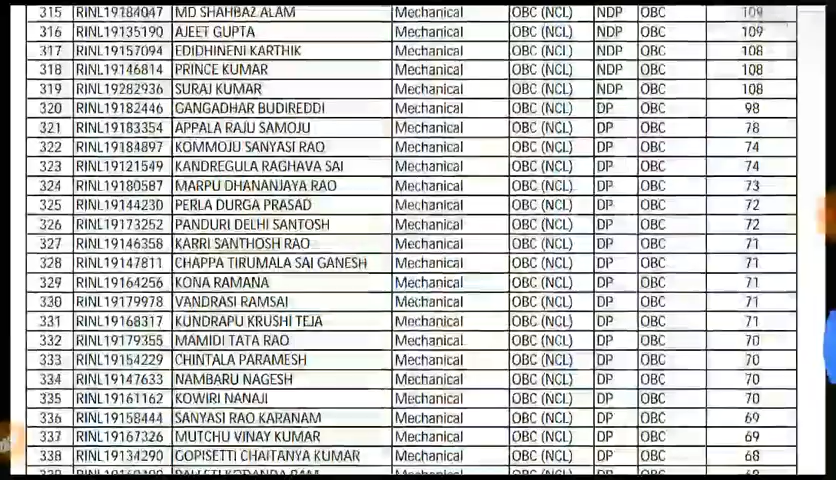 315 RINL19184047 MD SHAHBAZ ALAM Mechanical OBC (NCL) NDP OBC 109
316 RINL19135190 AJEET GUPTA Mechanical OBC (NCL) NDP OBC 109
317 RINL19157094 EDIDHINENI KARTHIK Mechanical OBC (NCL) NDP OBC 108
318 RINL19146814 PRINCE KUMAR Mechanical OBC (NCL) NDP OBC 108
319 RINL19282936 SURAJ KUMAR Mechanical OBC (NCL) NDP OBC 108
320 RINL19182446 GANGADHAR BUDIREDDI Mechanical OBC (NCL) DP OBC 98
321 RINL19183354 APPALA RAJU SAMOJU Mechanical OBC (NCL) DP OBC 78
322 RINL19184897 KOMMOJU SANYASI RAO Mechanical OBC (NCL) DP OBC 74
323 RINL19121549 KANDREGULA RAGHAVA SAI Mechanical OBC (NCL) DP OBC 74
324 RINL19180587 MARPU DHANANJAYA RAO Mechanical OBC (NCL) DP OBC 73
325 RINL19144230 PERLA DURGA PRASAD Mechanical OBC (NCL) DP OBC 72
326 RINL19173252 PANDURI DELHI SANTOSH Mechanical OBC (NCL) DP OBC 72
327 RINL19146358 KARRI SANTHOSH RAO Mechanical OBC (NCL) DP OBC 71
328 RINL19147811 CHAPPA TIRUMALA SAI GANESH Mechanical OBC (NCL) DP OBC 71
329 RINL19164256 KONA RAMANA Mechanical OBC (NCL) DP OBC 71
330 RINL19179978 VANDRASI RAMSAI Mechanical OBC (NCL) DP OBC 71
331 RINL19168317 KUNDRAPU KRUSHI TEJA Mechanical OBC (NCL) DP OBC 71
332 RINL19179355 MAMIDI TATA RAO Mechanical OBC (NCL) DP OBC 70
333 RINL19154229 CHINTALA PARAMESH Mechanical OBC (NCL) DP OBC 70
334 RINL19147633 NAMBARU NAGESH Mechanical OBC (NCL) DP OBC 70
335 RINL19161162 KOWIRI NANAJI Mechanical OBC (NCL) DP OBC 70
336 RINL19158444 SANYASI RAO KARANAM Mechanical OBC (NCL) DP OBC 69
337 RINL19167326 MUTCHU VINAY KUMAR Mechanical OBC (NCL) DP OBC 69
338 RINL19134290 GOPISETTI CHAITANYA KUMAR Mechanical OBC (NCL) DP OBC 68